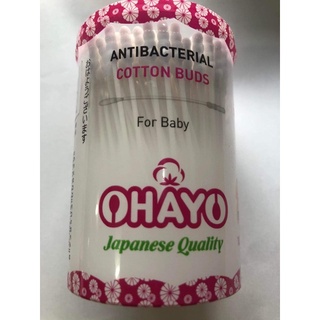 ANTIBACTERIAL
COTTON BUDS
For Baby
OHAYO
Japanese Quality